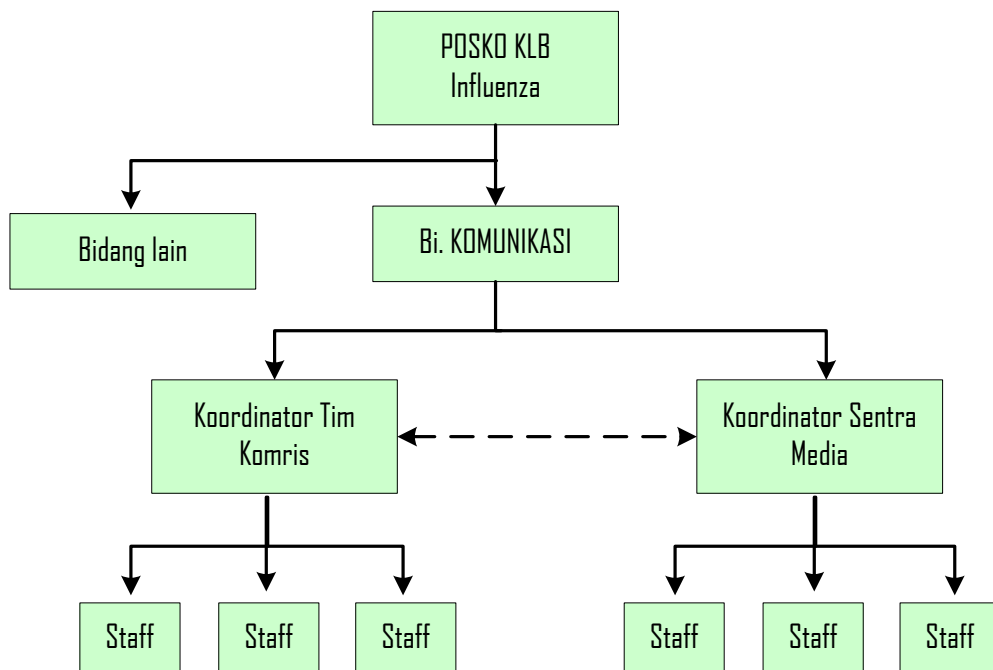 POSKO KLB
Influenza
Bidang lain
Bi. KOMUNIKASI
Koordinator Tim
Komris
Koordinator Sentra
Media
Staff
Staff
Staff
Staff
Staff
Staff